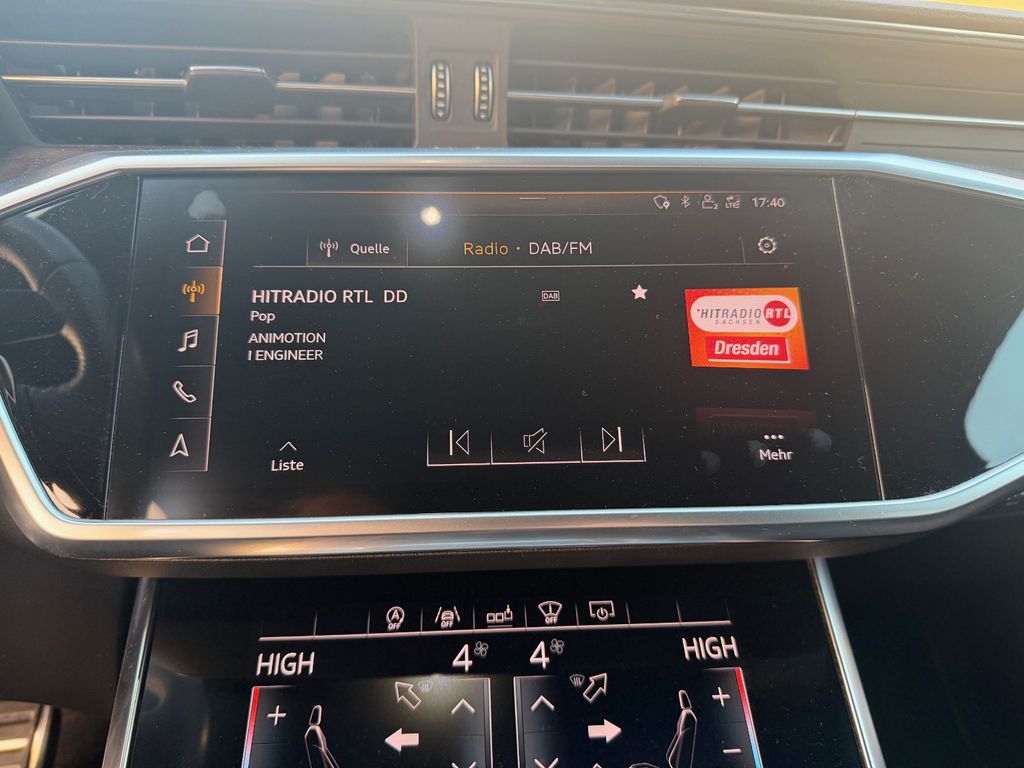 LTE 17:40
Quelle Radio · DAB/FM
HITRADIO RTL DD DAB
Pop
ANIMOTION
I ENGINEER
HITRADIO RTL
SACHSEN
Dresden
Liste
Mehr
A OFF OFF OFF
HIGH 4 4 HIGH